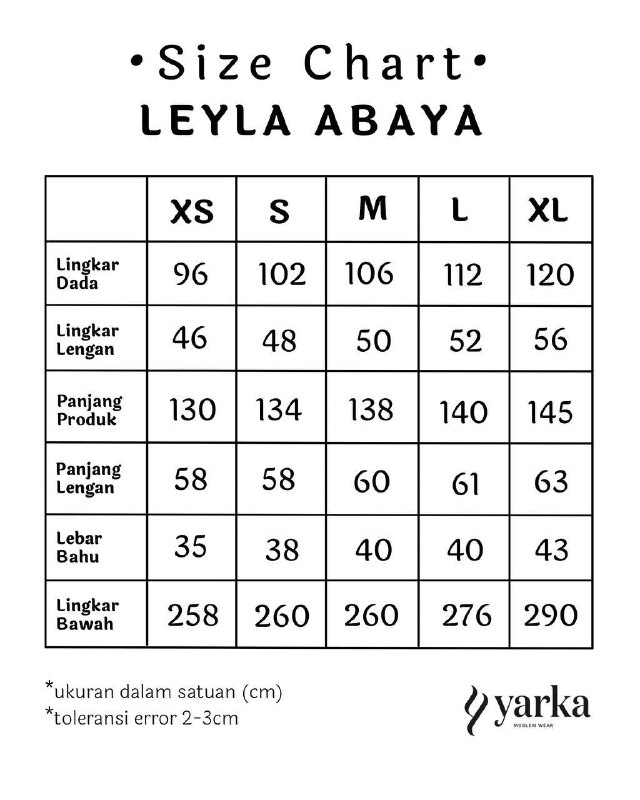 •Size Chart•
LEYLA ABAYA
XS S M L XL
Lingkar Dada 96 102 106 112 120
Lingkar Lengan 46 48 50 52 56
Panjang Produk 130 134 138 140 145
Panjang Lengan 58 58 60 61 63
Lebar Bahu 35 38 40 40 43
Lingkar Bawah 258 260 260 276 290
*ukuran dalam satuan (cm)
*toleransi error 2-3cm
yarka
MOSLEM WEAR